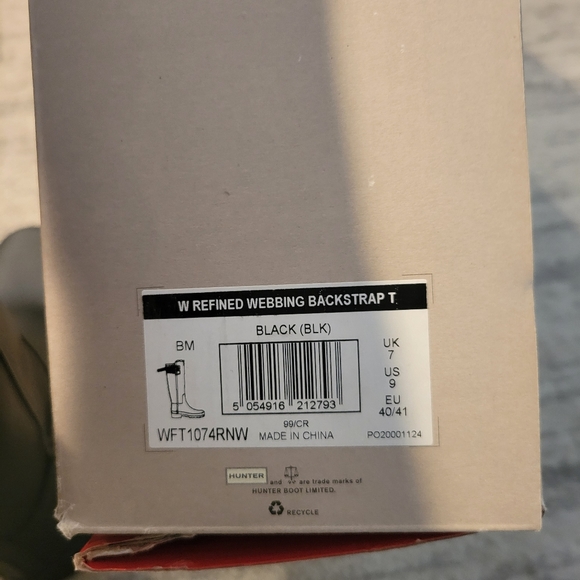 W REFINED WEBBING BACKSTRAP T
BLACK (BLK)
BM
UK
7
US
9
EU
40/41
5 054916 212793
99/CR
WFT1074RNW
MADE IN CHINA
PO20001124
HUNTER and are trade marks of
HUNTER BOOT LIMITED.
RECYCLE